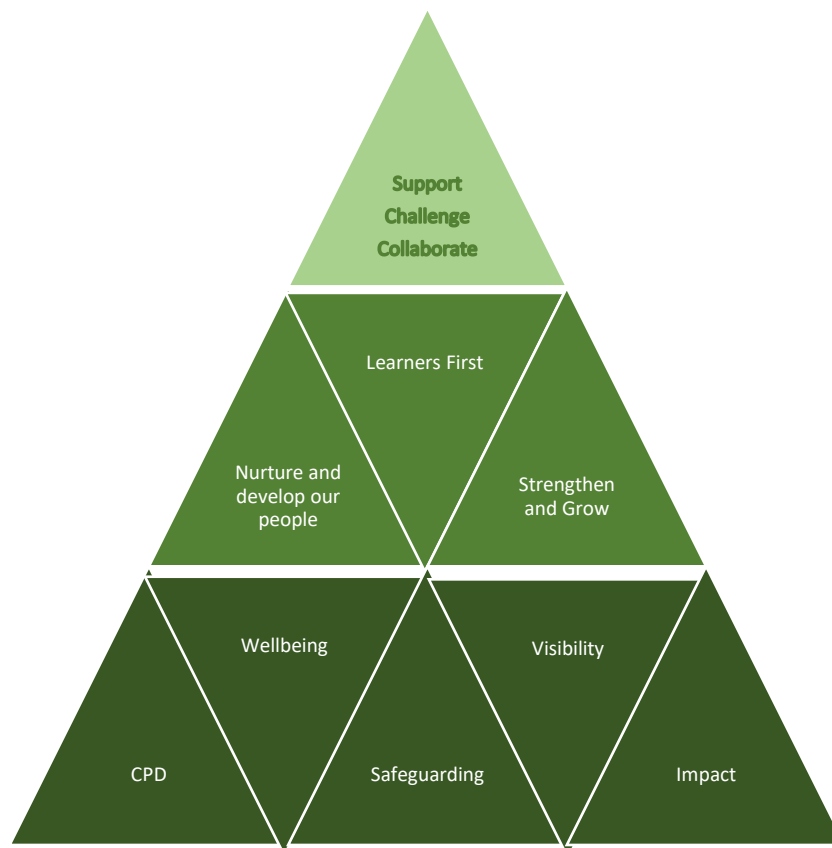 Support
Challenge
Collaborate
Learners First
Nurture and
develop our
people
Strengthen
and Grow
Wellbeing
Visibility
CPD
Safeguarding
Impact